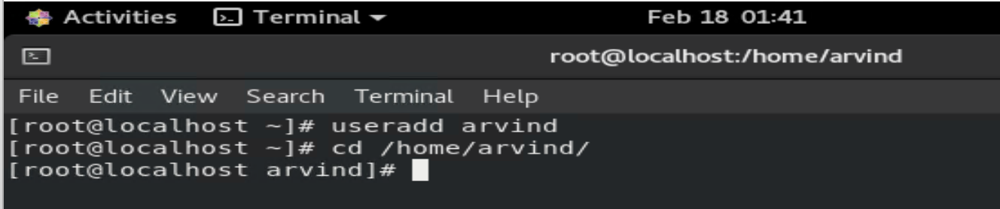 Activities Terminal Feb 18 01:41
root@localhost:/home/arvind
File Edit View Search Terminal Help
[root@localhost ~]# useradd arvind
[root@localhost ~]# cd /home/arvind/
[root@localhost arvind]#